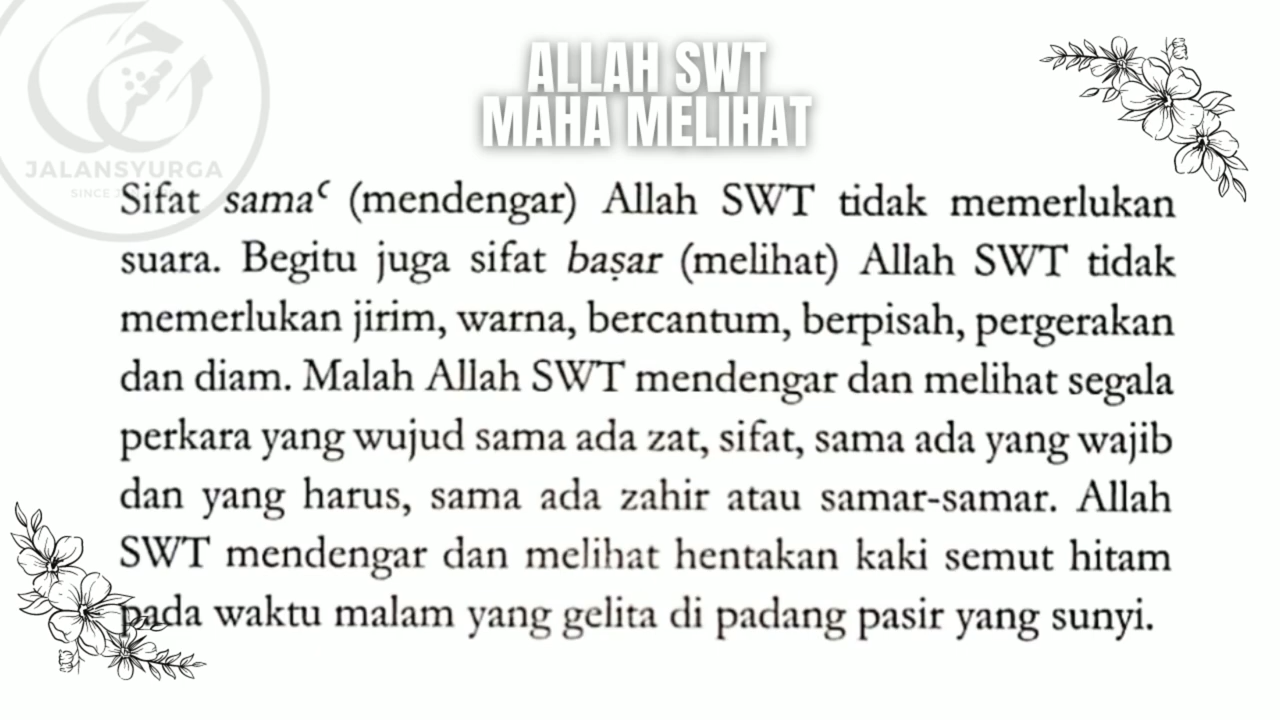 ALLAH SWT
MAHA MELIHAT
JALANSYURGA
SINCE
Sifat samaʿ (mendengar) Allah SWT tidak memerlukan
suara. Begitu juga sifat baṣar (melihat) Allah SWT tidak
memerlukan jirim, warna, bercantum, berpisah, pergerakan
dan diam. Malah Allah SWT mendengar dan melihat segala
perkara yang wujud sama ada zat, sifat, sama ada yang wajib
dan yang harus, sama ada zahir atau samar-samar. Allah
SWT mendengar dan melihat hentakan kaki semut hitam
pada waktu malam yang gelita di padang pasir yang sunyi.